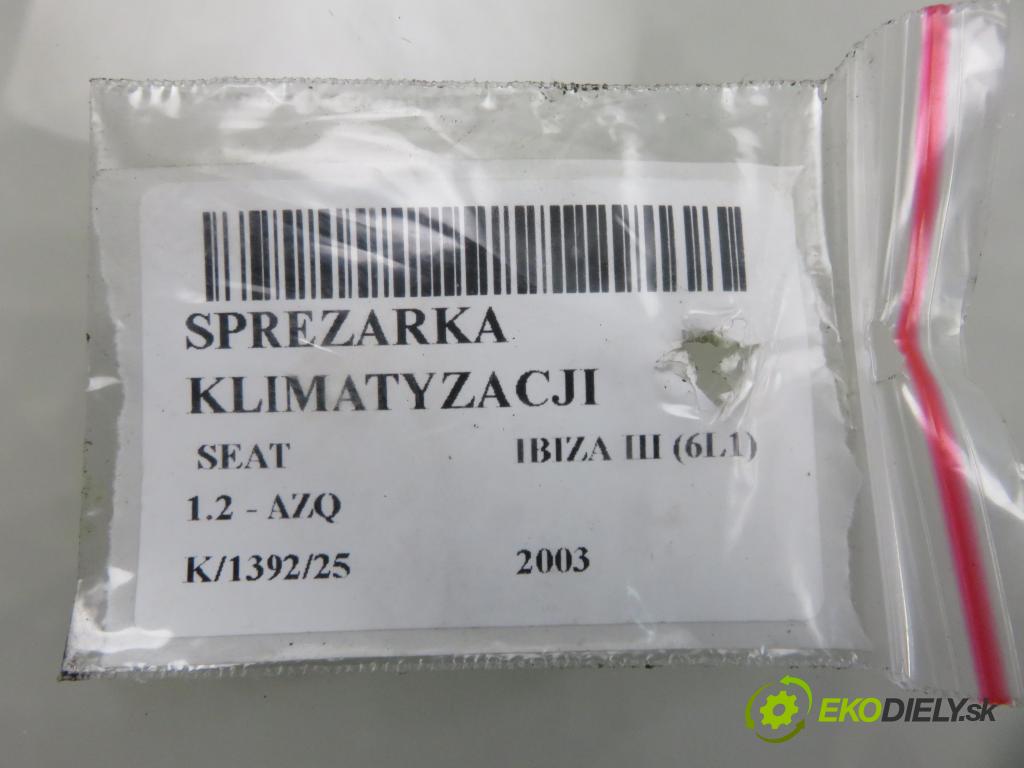 SPREZARKA
KLIMATYZACJI
SEAT IBIZA III (6L1)
1.2 - AZQ
K/1392/25 2003
EKODIELY.sk